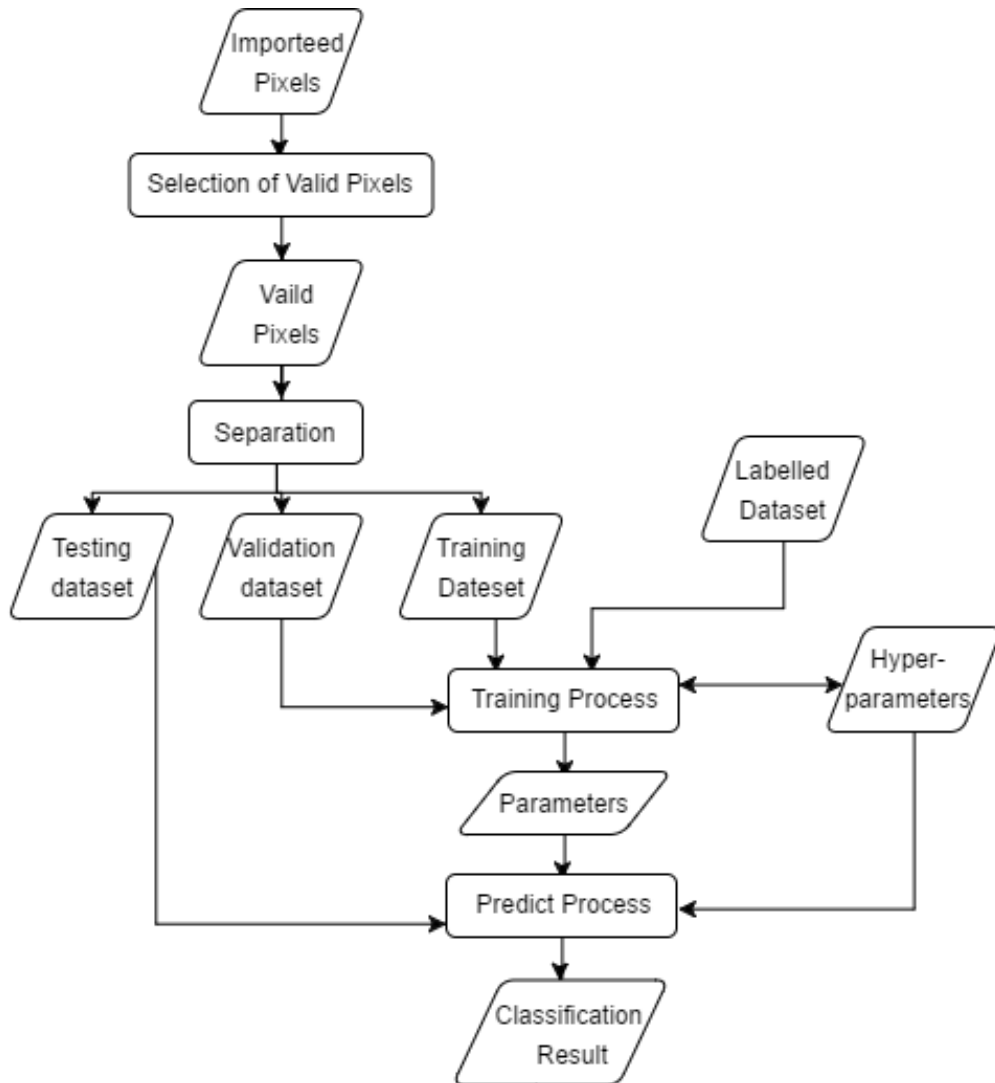 Importeed
Pixels
Selection of Valid Pixels
Vaild
Pixels
Separation
Labelled
Dataset
Testing
dataset
Validation
dataset
Training
Dateset
Hyper-
parameters
Training Process
Parameters
Predict Process
Classification
Result